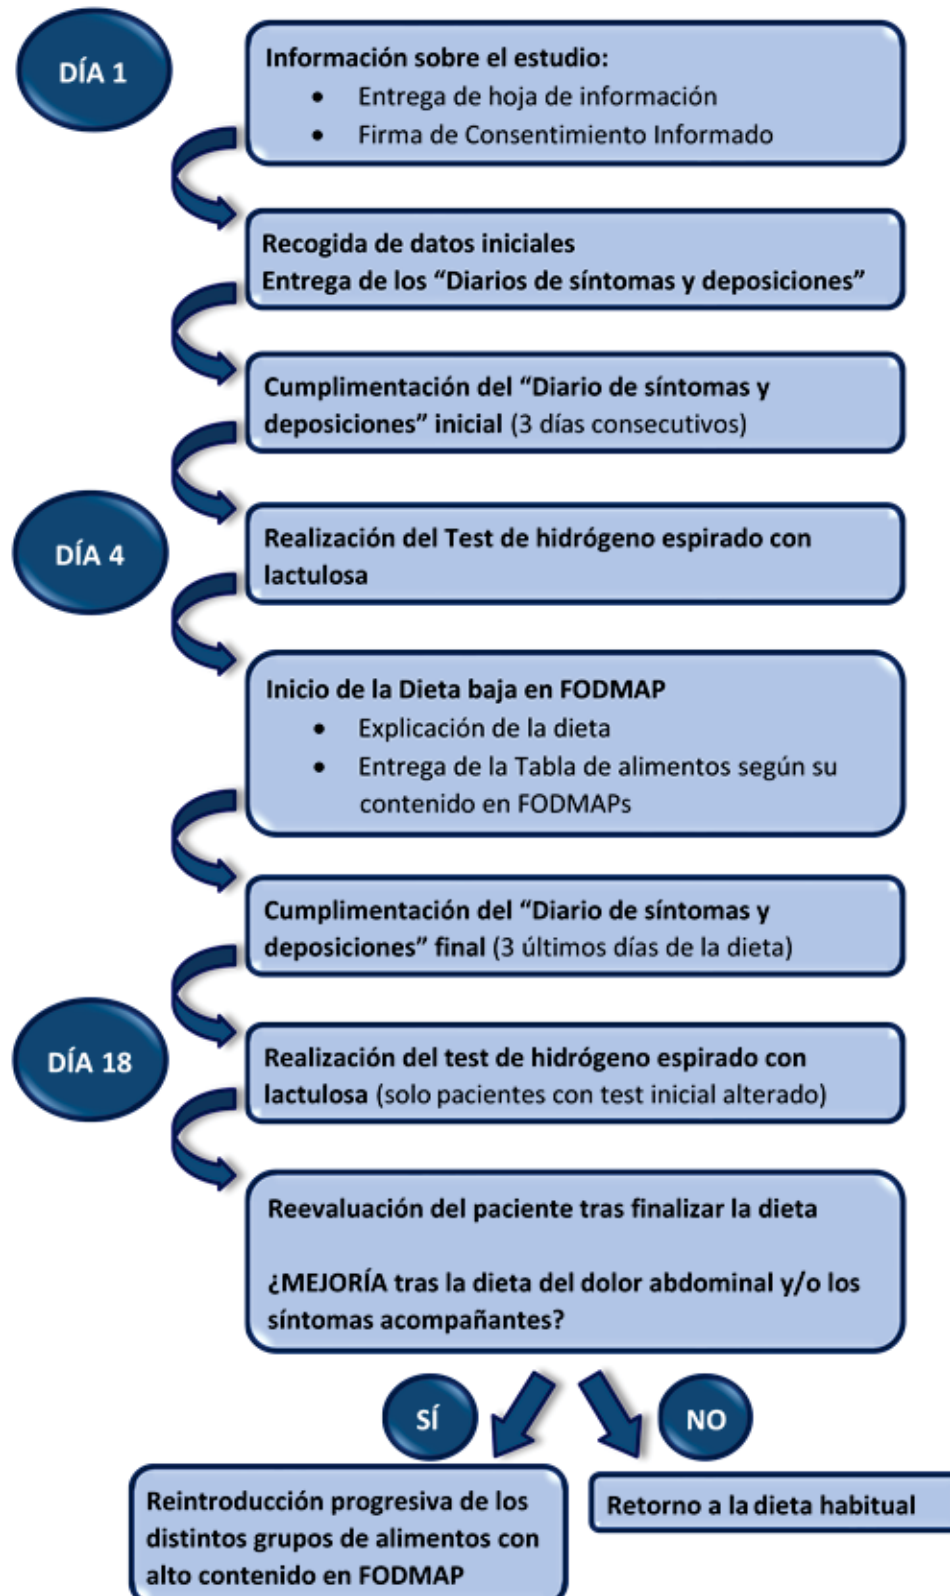 DÍA 1
Información sobre el estudio:
• Entrega de hoja de información
• Firma de Consentimiento Informado
Recogida de datos iniciales
Entrega de los “Diarios de síntomas y deposiciones”
Cumplimentación del “Diario de síntomas y
deposiciones” inicial (3 días consecutivos)
DÍA 4
Realización del Test de hidrógeno espirado con
lactulosa
Inicio de la Dieta baja en FODMAP
• Explicación de la dieta
• Entrega de la Tabla de alimentos según su
contenido en FODMAPs
Cumplimentación del “Diario de síntomas y
deposiciones” final (3 últimos días de la dieta)
DÍA 18
Realización del test de hidrógeno espirado con
lactulosa (solo pacientes con test inicial alterado)
Reevaluación del paciente tras finalizar la dieta
¿MEJORÍA tras la dieta del dolor abdominal y/o los
síntomas acompañantes?
SÍ
NO
Reintroducción progresiva de los
distintos grupos de alimentos con
alto contenido en FODMAP
Retorno a la dieta habitual